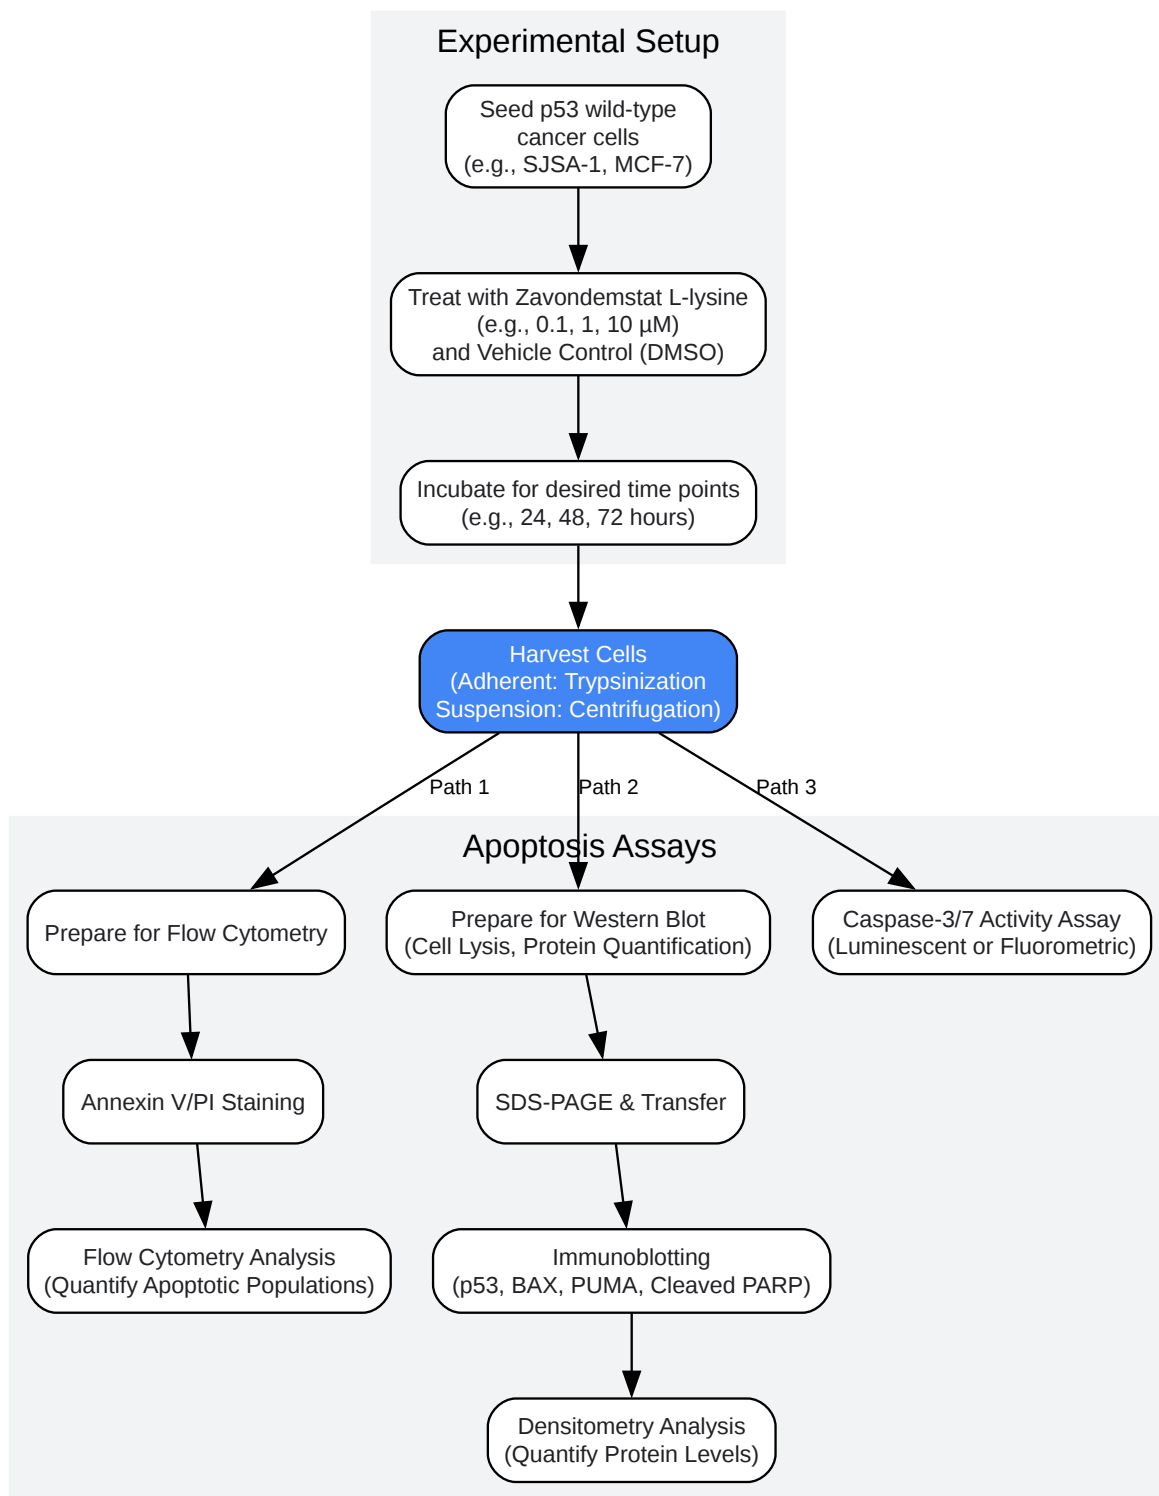 Experimental Setup
Seed p53 wild-type
cancer cells
(e.g., SJSA-1, MCF-7)
Treat with Zavondemstat L-lysine
(e.g., 0.1, 1, 10 µM)
and Vehicle Control (DMSO)
Incubate for desired time points
(e.g., 24, 48, 72 hours)
Harvest Cells
(Adherent: Trypsinization
Suspension: Centrifugation)
Path 1
Path 2
Path 3
Apoptosis Assays
Prepare for Flow Cytometry
Prepare for Western Blot
(Cell Lysis, Protein Quantification)
Caspase-3/7 Activity Assay
(Luminescent or Fluorometric)
Annexin V/PI Staining
SDS-PAGE & Transfer
Flow Cytometry Analysis
(Quantify Apoptotic Populations)
Immunoblotting
(p53, BAX, PUMA, Cleaved PARP)
Densitometry Analysis
(Quantify Protein Levels)